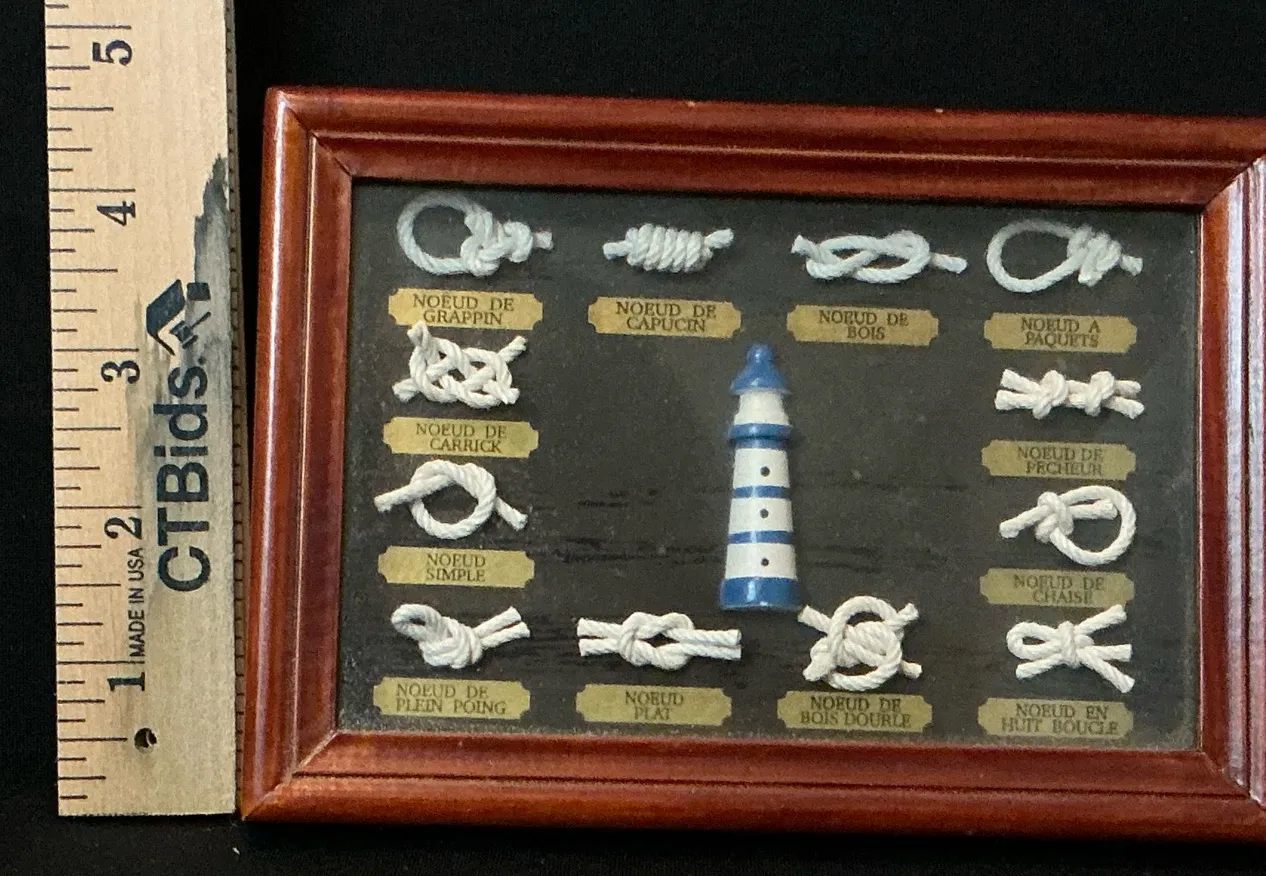 5
4
3
2
1
MADE IN USA
CTBids.
NOEUD DE
GRAPPIN
NOEUD DE
CAPUCIN
NOEUD DE
BOIS
NOEUD A
PAQUETS
NOEUD DE
CARRICK
NOEUD DE
PECHEUR
NOEUD
SIMPLE
NOEUD DE
CHAISE
NOEUD DE
PLEIN POING
NOEUD
PLAT
NOEUD DE
BOIS DOUBLE
NOEUD EN
HUIT BOUCLE